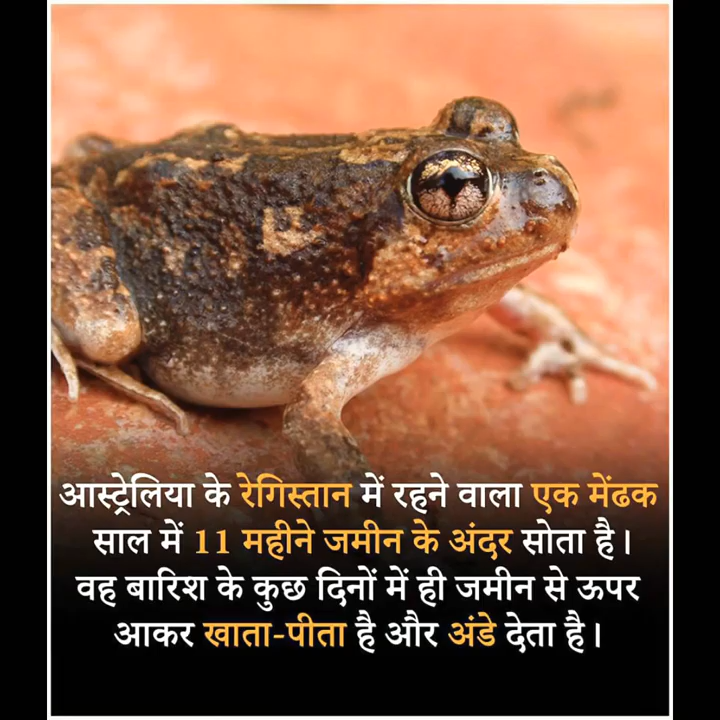 आस्ट्रेलिया के रेगिस्तान में रहने वाला एक मेंढक
साल में 11 महीने जमीन के अंदर सोता है।
वह बारिश के कुछ दिनों में ही जमीन से ऊपर
आकर खाता-पीता है और अंडे देता है।